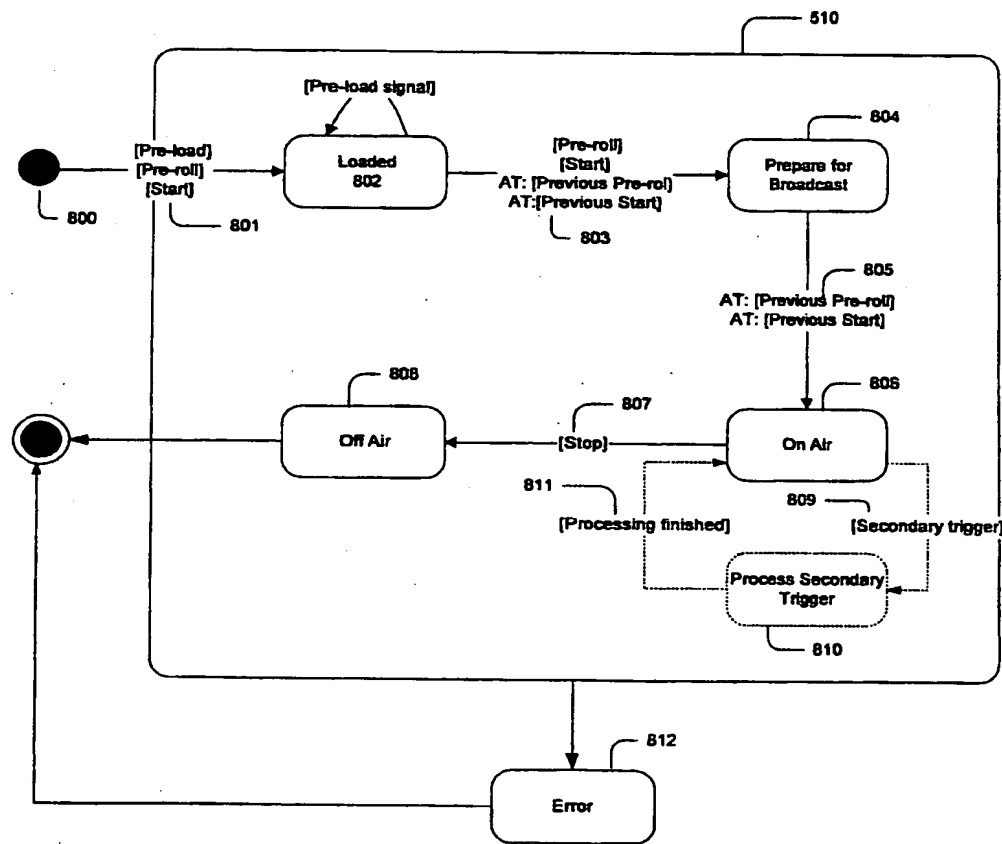 510
[Pre-load signal]
804
[Pre-load]
[Pre-roll]
[Start]
Loaded
802
[Pre-roll]
[Start]
AT: [Previous Pre-rol)
AT:[Previous Start]
Prepare for
Broadcast
800
801
803
805
AT: [Previous Pre-roll]
AT: [Previous Start]
808
807
806
Off Air
[Stop]
On Air
811
809
[Processing finished]
[Secondary trigger]
Process Secondary
Trigger
810
812
Error